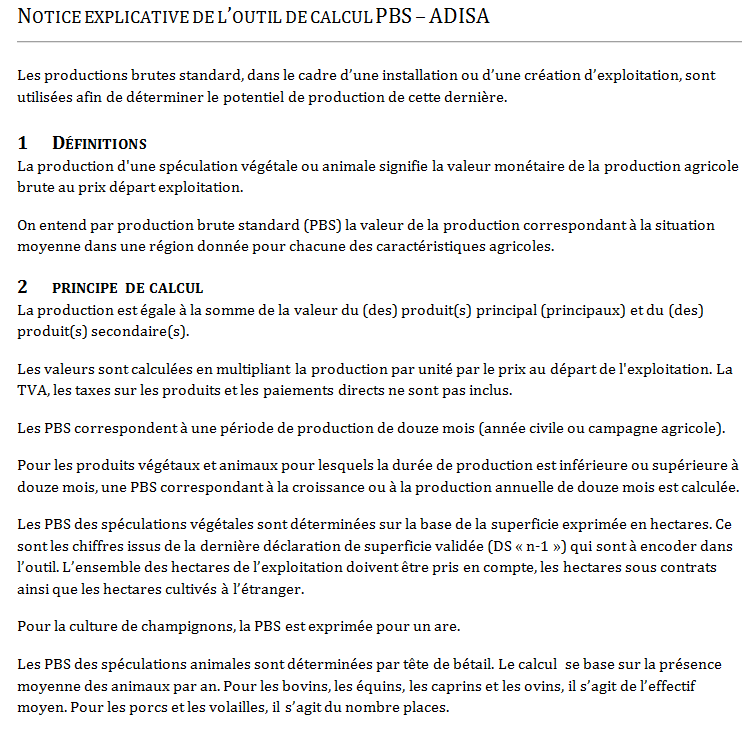 NOTICE EXPLICATIVE DE L’OUTIL DE CALCUL PBS – ADISA
Les productions brutes standard, dans le cadre d’une installation ou d’une création d’exploitation, sont
utilisées afin de déterminer le potentiel de production de cette dernière.
1 DÉFINITIONS
La production d'une spéculation végétale ou animale signifie la valeur monétaire de la production agricole
brute au prix départ exploitation.
On entend par production brute standard (PBS) la valeur de la production correspondant à la situation
moyenne dans une région donnée pour chacune des caractéristiques agricoles.
2 PRINCIPE DE CALCUL
La production est égale à la somme de la valeur du (des) produit(s) principal (principaux) et du (des)
produit(s) secondaire(s).
Les valeurs sont calculées en multipliant la production par unité par le prix au départ de l'exploitation. La
TVA, les taxes sur les produits et les paiements directs ne sont pas inclus.
Les PBS correspondent à une période de production de douze mois (année civile ou campagne agricole).
Pour les produits végétaux et animaux pour lesquels la durée de production est inférieure ou supérieure à
douze mois, une PBS correspondant à la croissance ou à la production annuelle de douze mois est calculée.
Les PBS des spéculations végétales sont déterminées sur la base de la superficie exprimée en hectares. Ce
sont les chiffres issus de la dernière déclaration de superficie validée (DS « n-1 ») qui sont à encoder dans
l’outil. L’ensemble des hectares de l’exploitation doivent être pris en compte, les hectares sous contrats
ainsi que les hectares cultivés à l’étranger.
Pour la culture de champignons, la PBS est exprimée pour un are.
Les PBS des spéculations animales sont déterminées par tête de bétail. Le calcul se base sur la présence
moyenne des animaux par an. Pour les bovins, les équins, les caprins et les ovins, il s’agit de l’effectif
moyen. Pour les porcs et les volailles, il s’agit du nombre places.